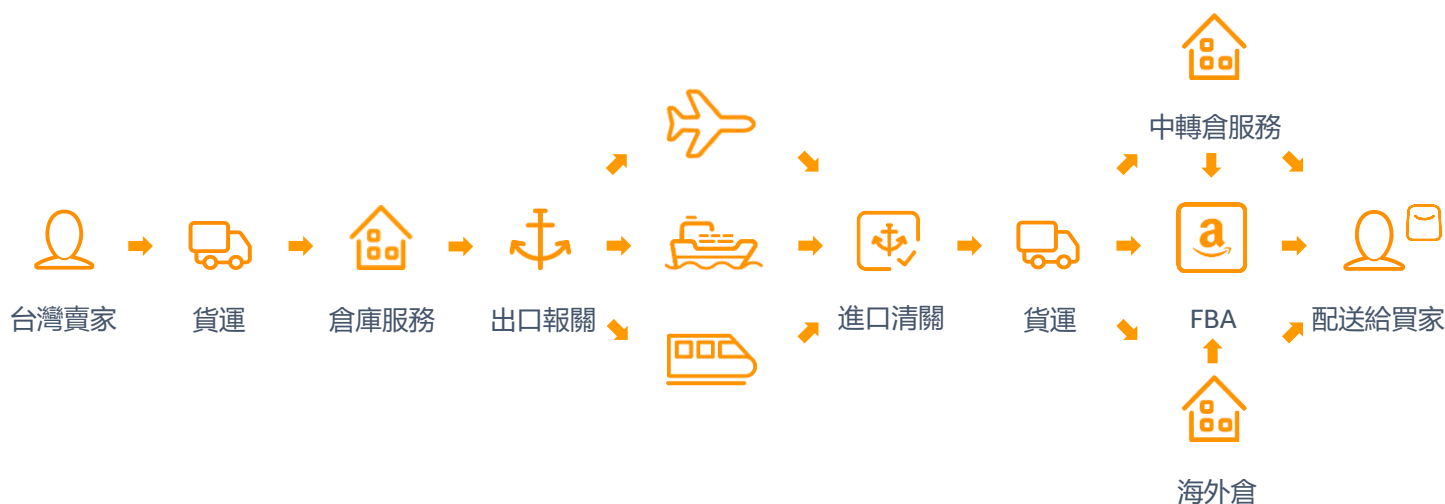 中轉倉服務
a
台灣賣家
貨運
倉庫服務
出口報關
進口清關
貨運
FBA
配送給買家
海外倉